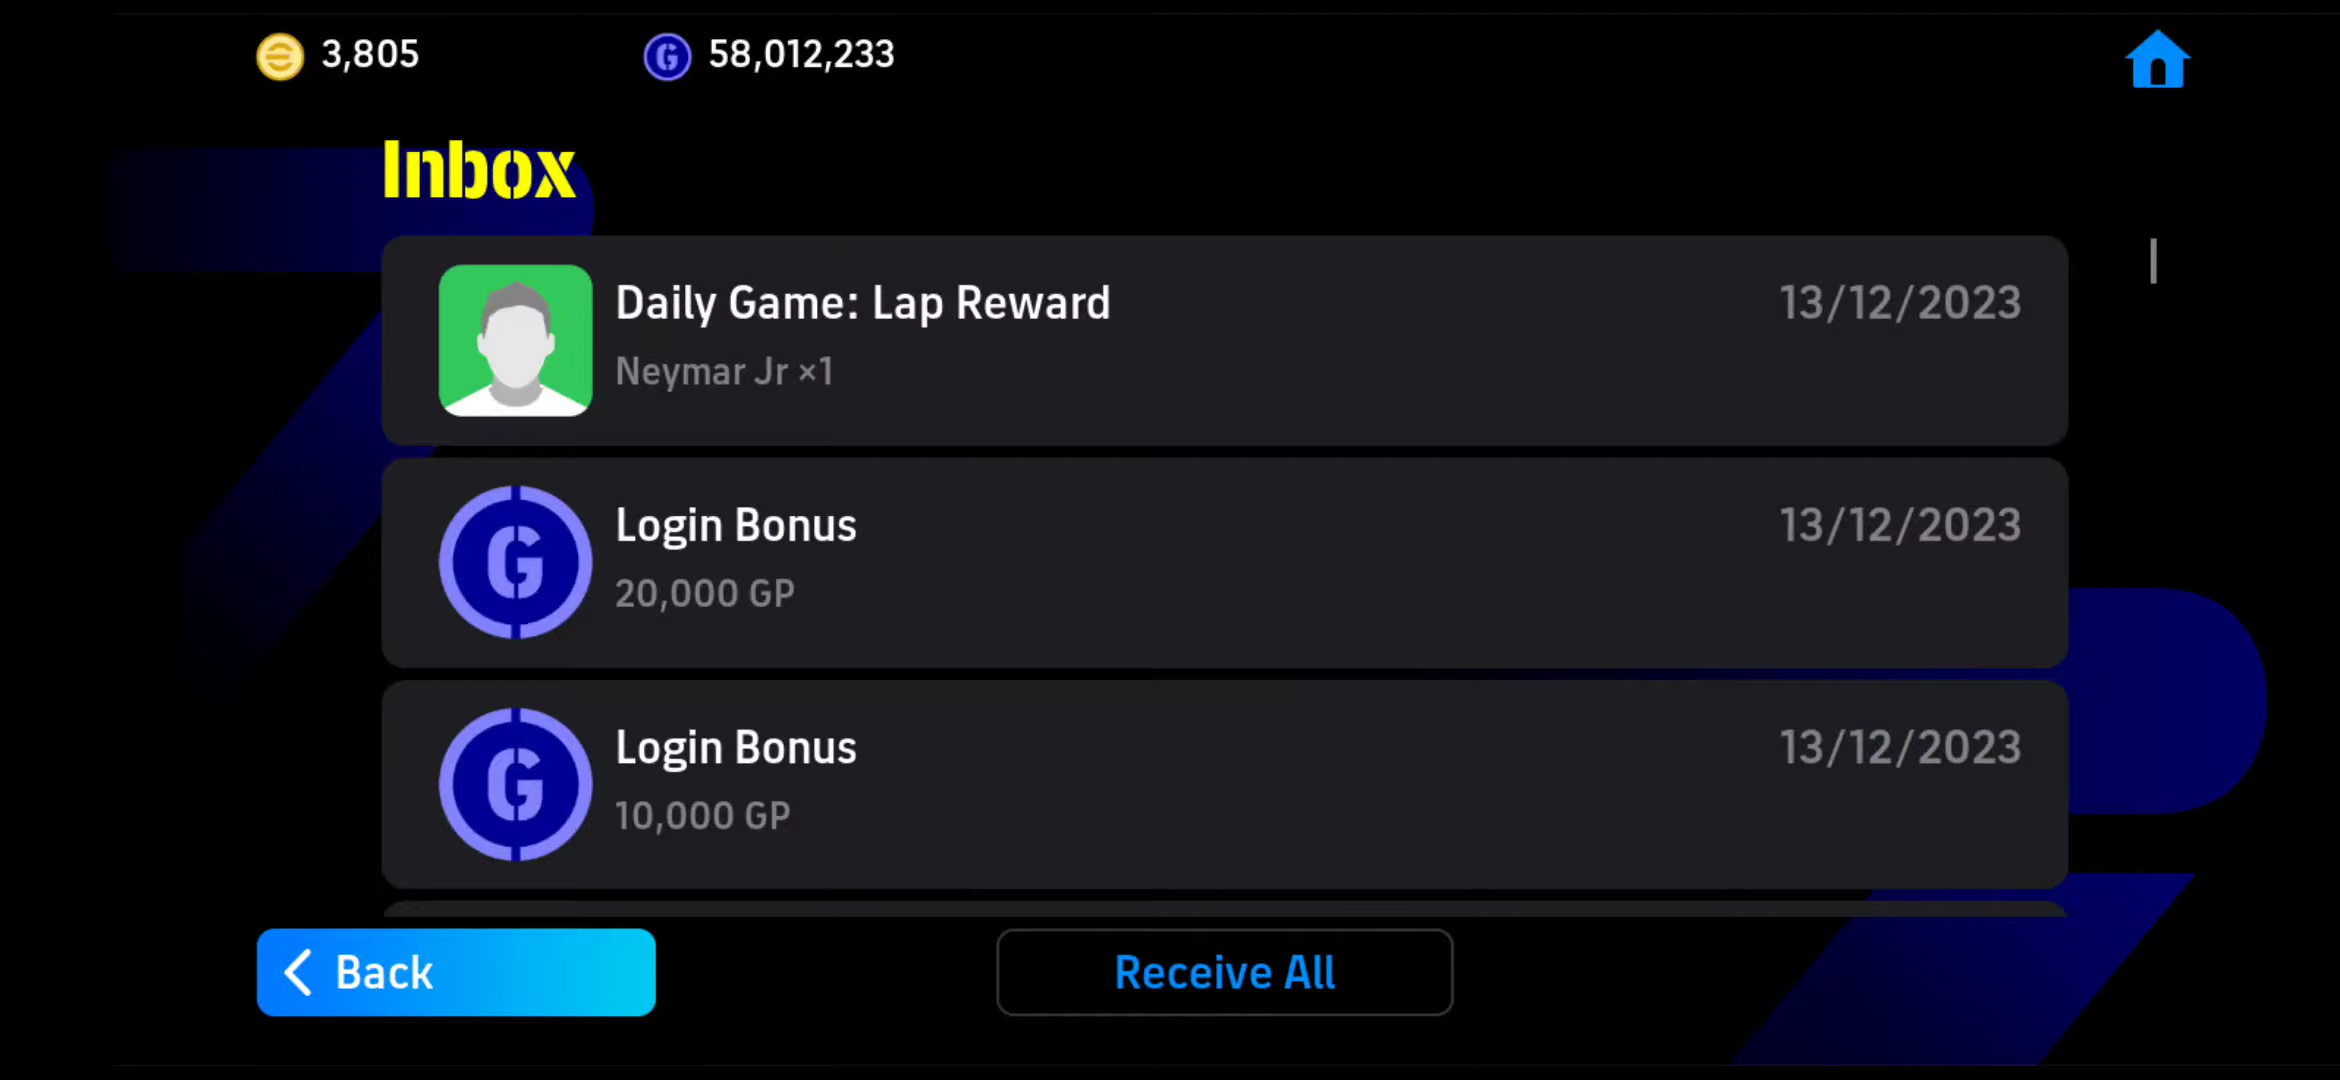 3,805
58,012,233
Inbox
Daily Game: Lap Reward
13/12/2023
Neymar Jr ×1
Login Bonus
13/12/2023
20,000 GP
Login Bonus
13/12/2023
10,000 GP
Back
Receive All